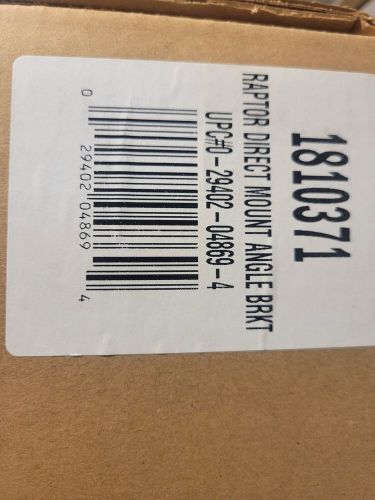 1810371
RAPTOR DIRECT MOUNT ANGLE BRKT
UPC#0-29402-04869-4
0 29402 04869 4